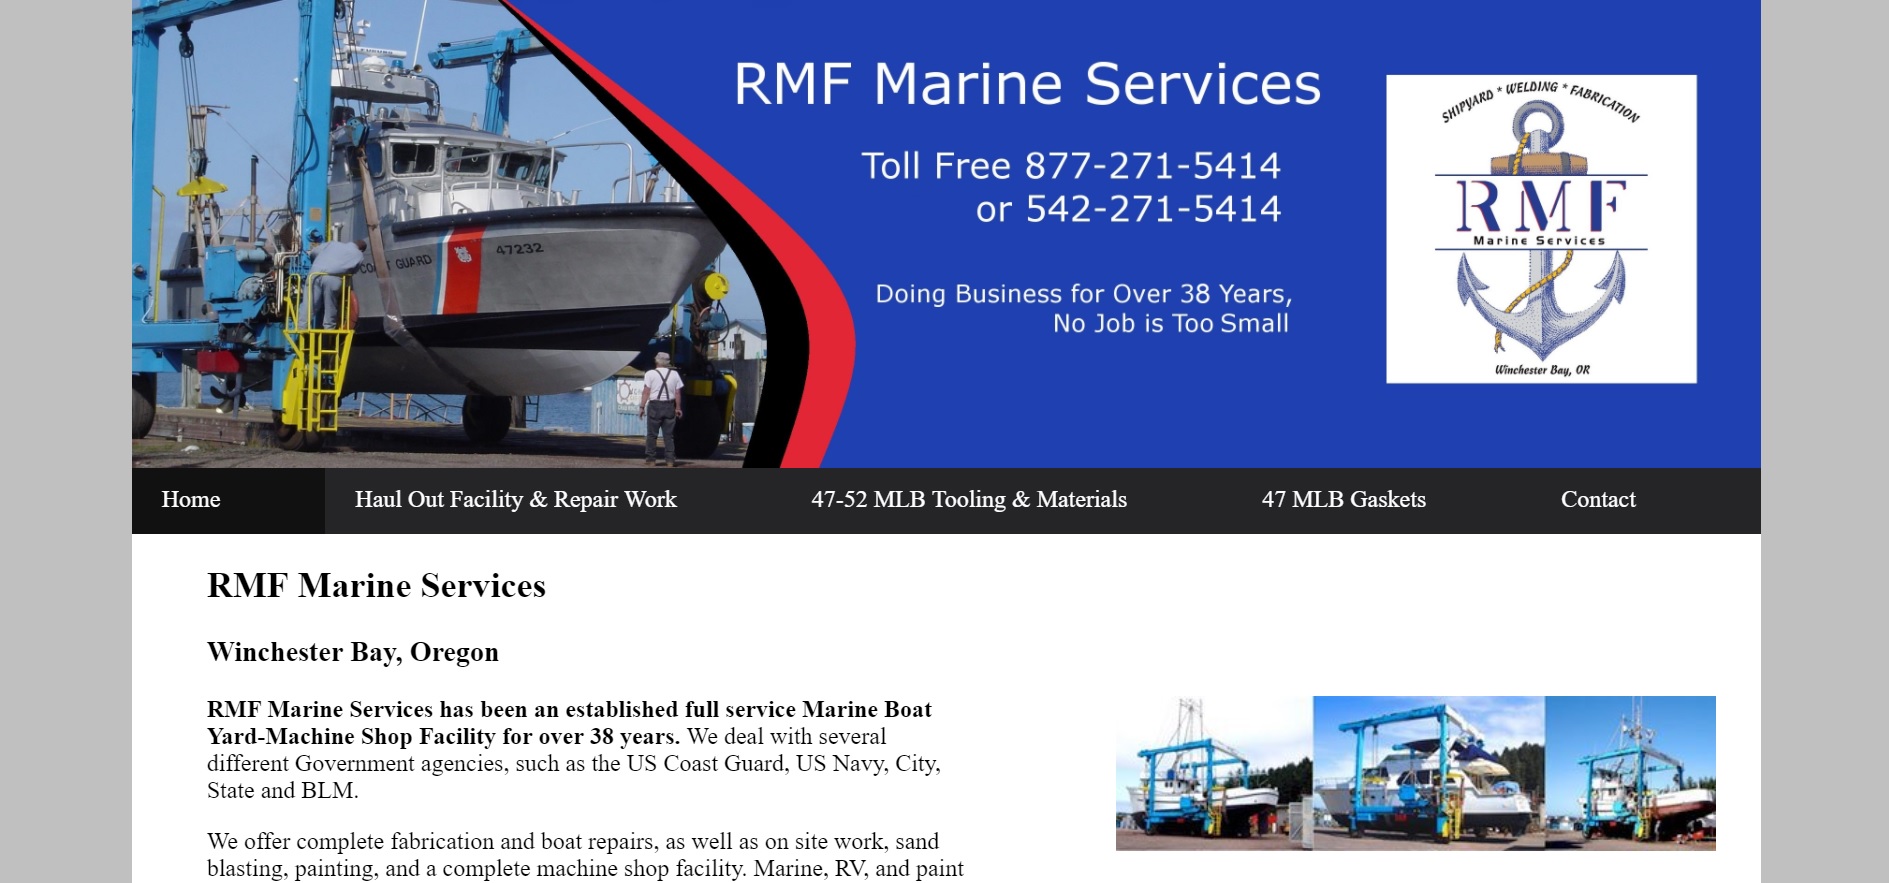 RMF Marine Services
Toll Free 877-271-5414
or 542-271-5414
Doing Business for Over 38 Years,
No Job is Too Small
COAST GUARD
47232
SHIPYARD * WELDING * FABRICATION
RMF
Marine Services
Winchester Bay, OR
Home
Haul Out Facility & Repair Work
47-52 MLB Tooling & Materials
47 MLB Gaskets
Contact
RMF Marine Services
Winchester Bay, Oregon
RMF Marine Services has been an established full service Marine Boat
Yard-Machine Shop Facility for over 38 years. We deal with several
different Government agencies, such as the US Coast Guard, US Navy, City,
State and BLM.
We offer complete fabrication and boat repairs, as well as on site work, sand
blasting, painting, and a complete machine shop facility. Marine, RV, and paint